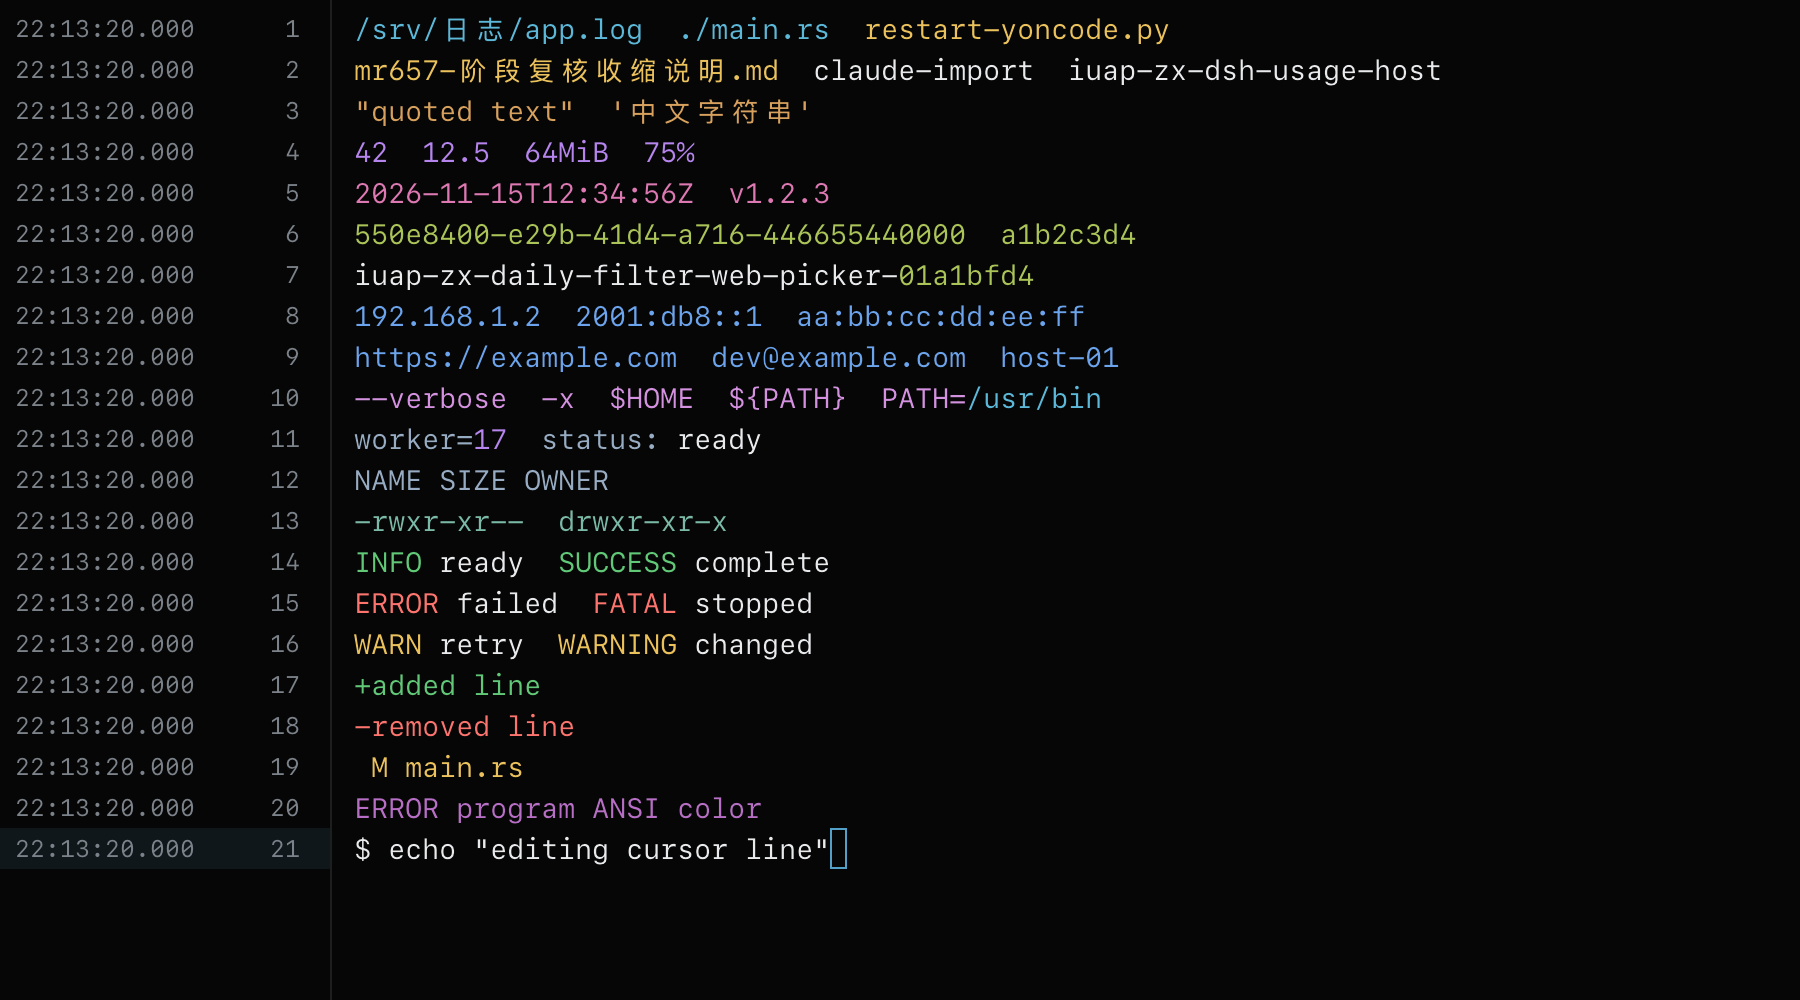 22:13:20.000 1 /srv/日志/app.log ./main.rs restart-yoncode.py
22:13:20.000 2 mr657-阶段复核收缩说明.md claude-import iuap-zx-dsh-usage-host
22:13:20.000 3 "quoted text" '中文字符串'
22:13:20.000 4 42 12.5 64MiB 75%
22:13:20.000 5 2026-11-15T12:34:56Z v1.2.3
22:13:20.000 6 550e8400-e29b-41d4-a716-446655440000 a1b2c3d4
22:13:20.000 7 iuap-zx-daily-filter-web-picker-01a1bfd4
22:13:20.000 8 192.168.1.2 2001:db8::1 aa:bb:cc:dd:ee:ff
22:13:20.000 9 https://example.com dev@example.com host-01
22:13:20.000 10 --verbose -x $HOME ${PATH} PATH=/usr/bin
22:13:20.000 11 worker=17 status: ready
22:13:20.000 12 NAME SIZE OWNER
22:13:20.000 13 -rwxr-xr-- drwxr-xr-x
22:13:20.000 14 INFO ready SUCCESS complete
22:13:20.000 15 ERROR failed FATAL stopped
22:13:20.000 16 WARN retry WARNING changed
22:13:20.000 17 +added line
22:13:20.000 18 -removed line
22:13:20.000 19 M main.rs
22:13:20.000 20 ERROR program ANSI color
22:13:20.000 21 $ echo "editing cursor line"